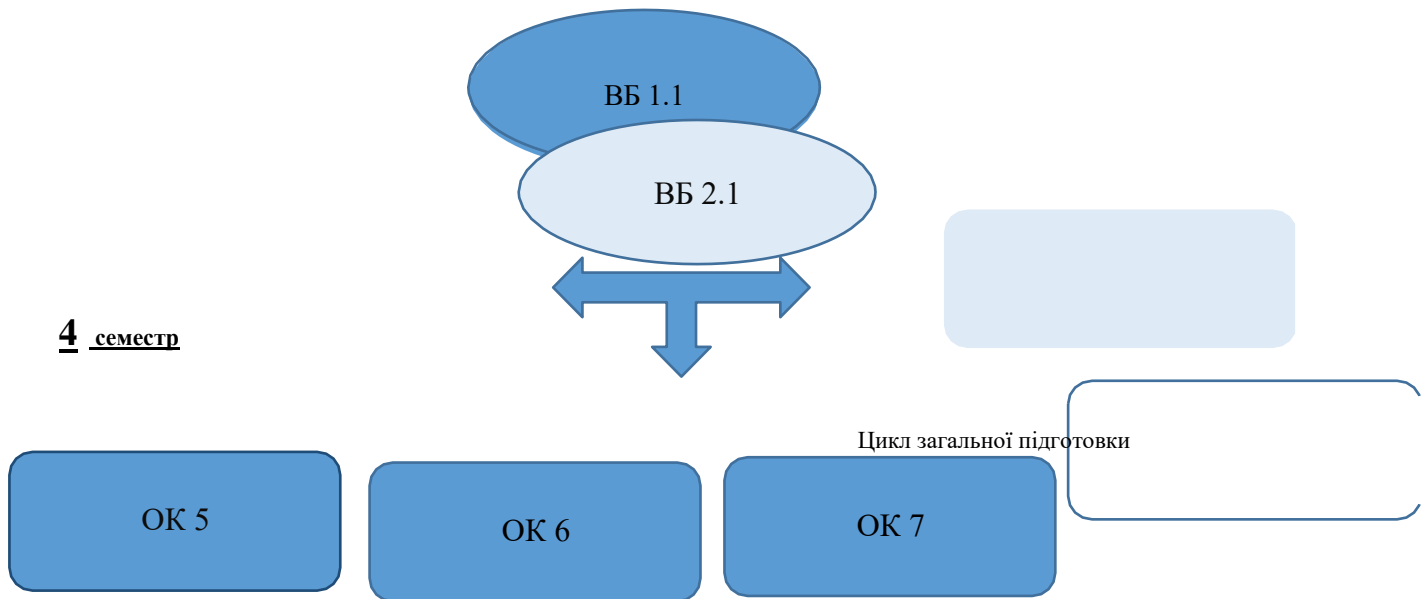 ВБ 1.1
ВБ 2.1
4 семестр
Цикл загальної підготовки
ОК 5
ОК 6
ОК 7